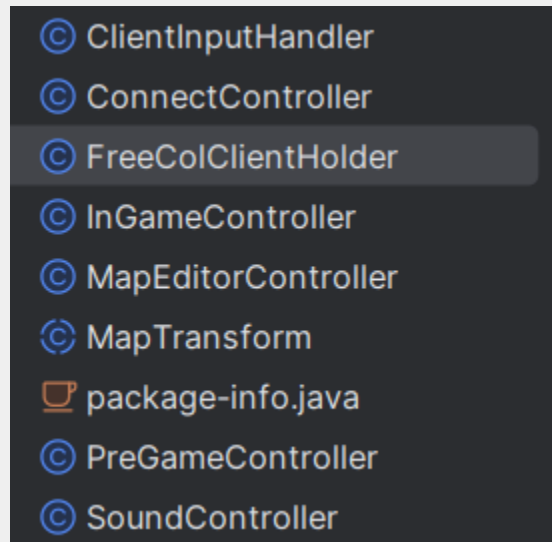 ClientInputHandler
ConnectController
FreeColClientHolder
InGameController
MapEditorController
MapTransform
package-info.java
PreGameController
SoundController